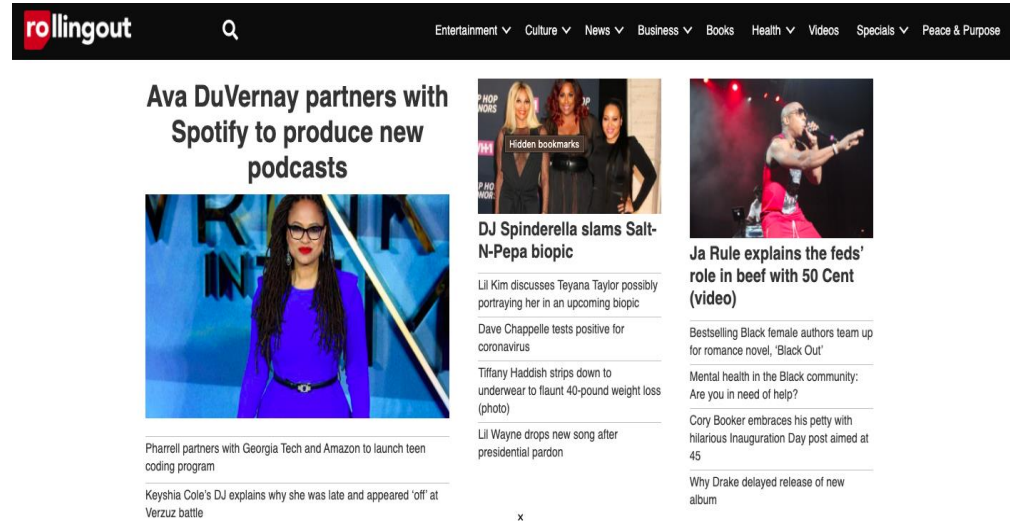 rollingout
Entertainment Culture News Business Books Health Videos Specials Peace & Purpose
Ava DuVernay partners with
Spotify to produce new
podcasts
Pharrell partners with Georgia Tech and Amazon to launch teen
coding program
Keyshia Cole's DJ explains why she was late and appeared 'off' at
Verzuz battle
Hidden bookmarks
DJ Spinderella slams Salt-
N-Pepa biopic
Lil Kim discusses Teyana Taylor possibly
portraying her in an upcoming biopic
Dave Chappelle tests positive for
coronavirus
Tiffany Haddish strips down to
underwear to flaunt 40-pound weight loss
(photo)
Lil Wayne drops new song after
presidential pardon
Ja Rule explains the feds'
role in beef with 50 Cent
(video)
Bestselling Black female authors team up
for romance novel, 'Black Out'
Mental health in the Black community:
Are you in need of help?
Cory Booker embraces his petty with
hilarious Inauguration Day post aimed at
45
Why Drake delayed release of new
album
x